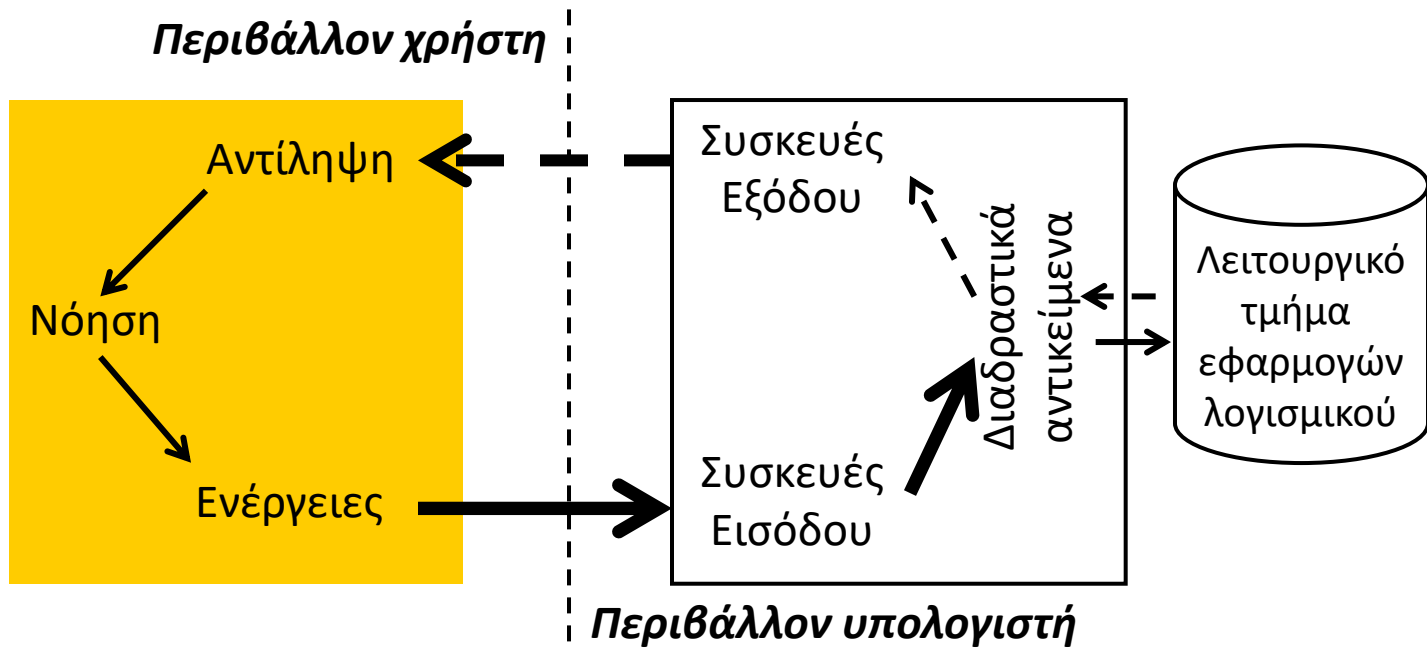 Περιβάλλον χρήστη
Αντίληψη
Νόηση
Ενέργειες
Συσκευές
Εξόδου
Διαδραστικά
αντικείμενα
Συσκευές
Εισόδου
Λειτουργικό
τμήμα
εφαρμογών
λογισμικού
Περιβάλλον υπολογιστή